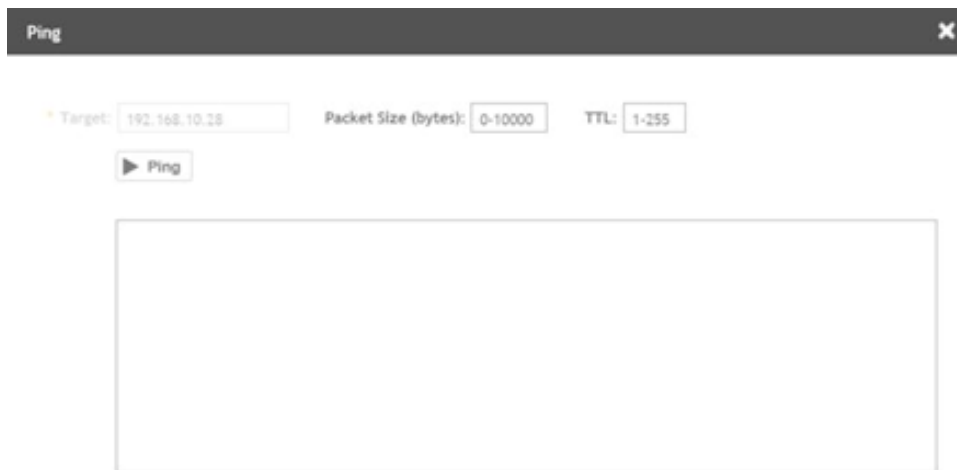 Ping
* Target: 192.168.10.28 Packet Size (bytes): 0-10000 TTL: 1-255
Ping